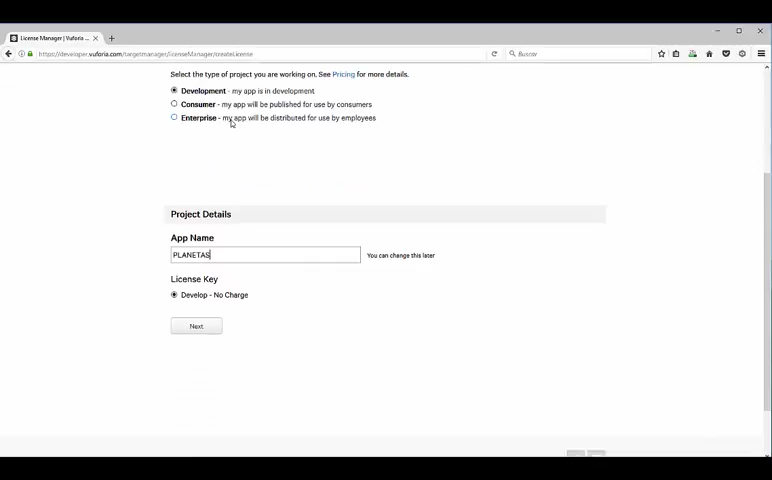 License Manager | Vuforia ...
https://developer.vuforia.com/targetmanager/licenseManager/createLicense
Buscar
Select the type of project you are working on. See Pricing for more details.
Development - my app is in development
Consumer - my app will be published for use by consumers
Enterprise - my app will be distributed for use by employees
Project Details
App Name
PLANETAS
You can change this later
License Key
Develop - No Charge
Next